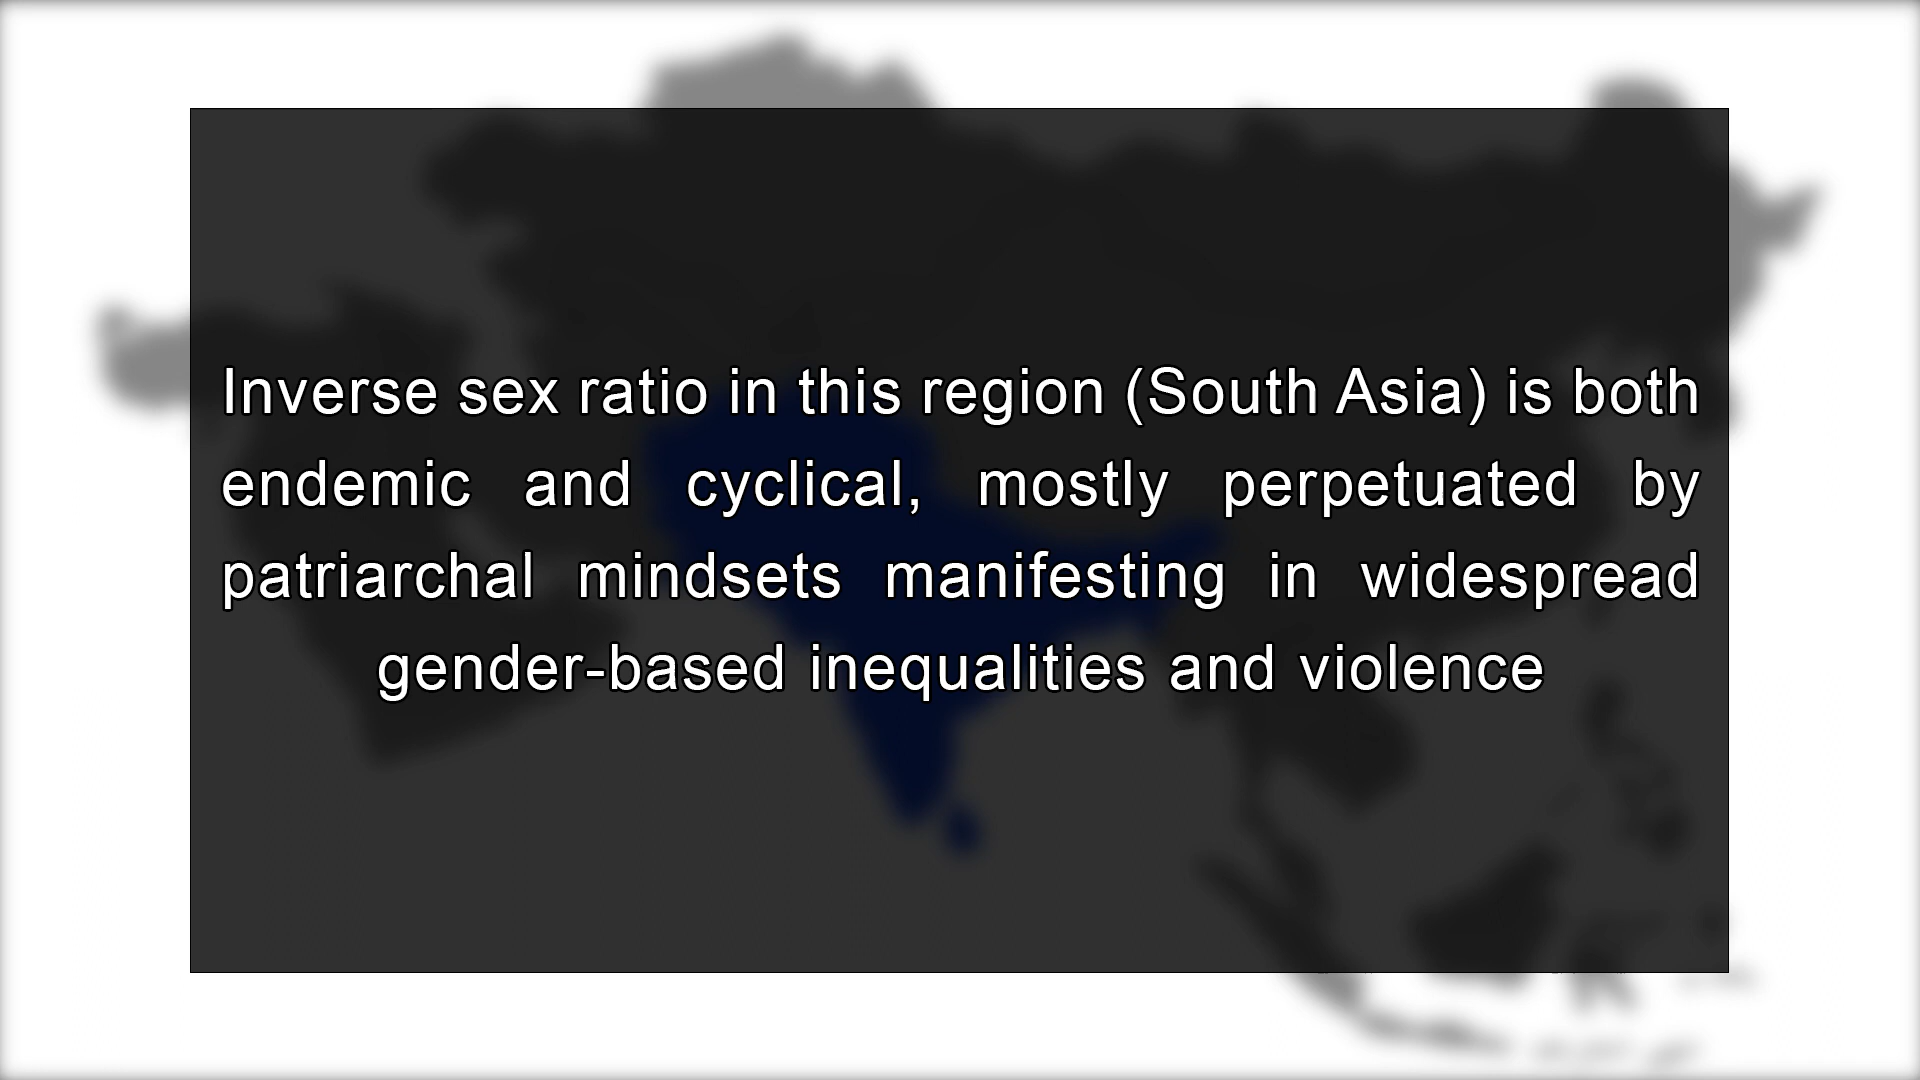 Inverse sex ratio in this region (South Asia) is both
endemic and cyclical, mostly perpetuated by
patriarchal mindsets manifesting in widespread
gender-based inequalities and violence